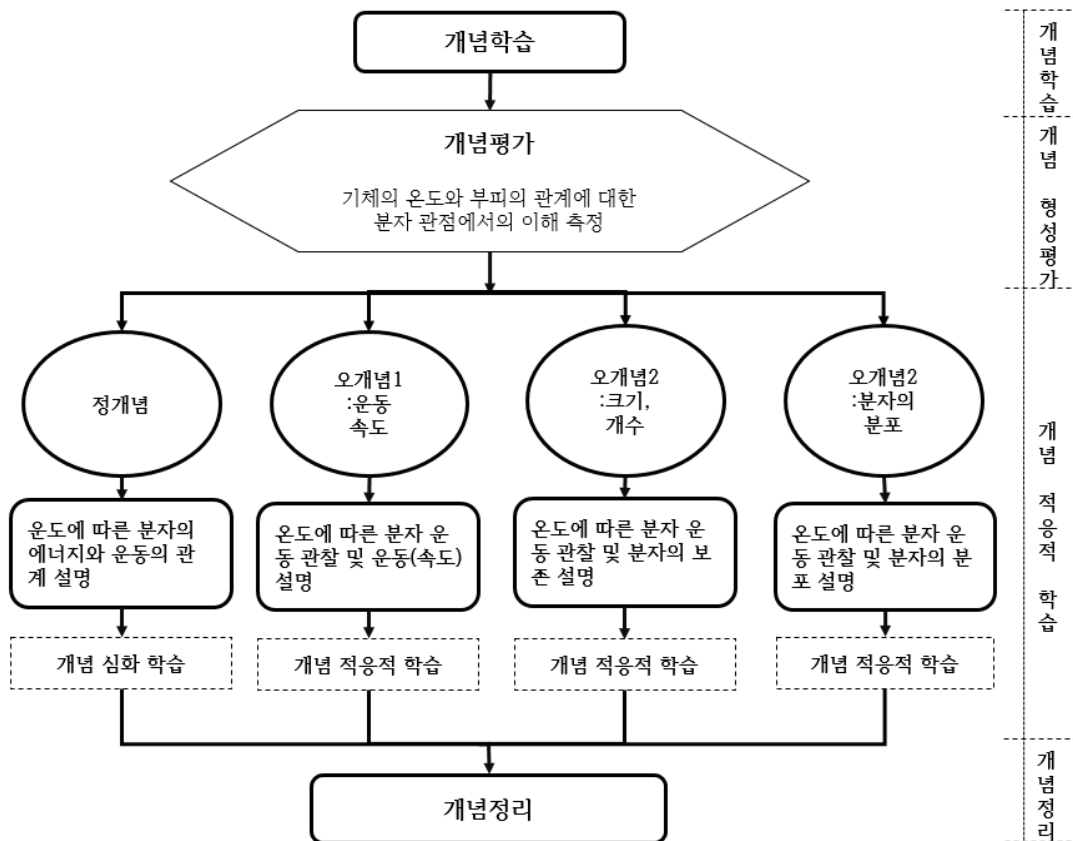 개념학습
개념평가
기체의 온도와 부피의 관계에 대한
분자 관점에서의 이해 측정
정개념
오개념1
:운동
속도
오개념2
:크기,
개수
오개념2
:분자의
분포
운도에 따른 분자의
에너지와 운동의 관
계 설명
온도에 따른 분자 운
동 관찰 및 운동(속도)
설명
온도에 따른 분자 운
동 관찰 및 분자의 보
존 설명
온도에 따른 분자 운
동 관찰 및 분자의 분
포 설명
개념 심화 학습
개념 적응적 학습
개념 적응적 학습
개념 적응적 학습
개념정리
개념학습
개념 형성평가
개념 적응적 학습
개념정리